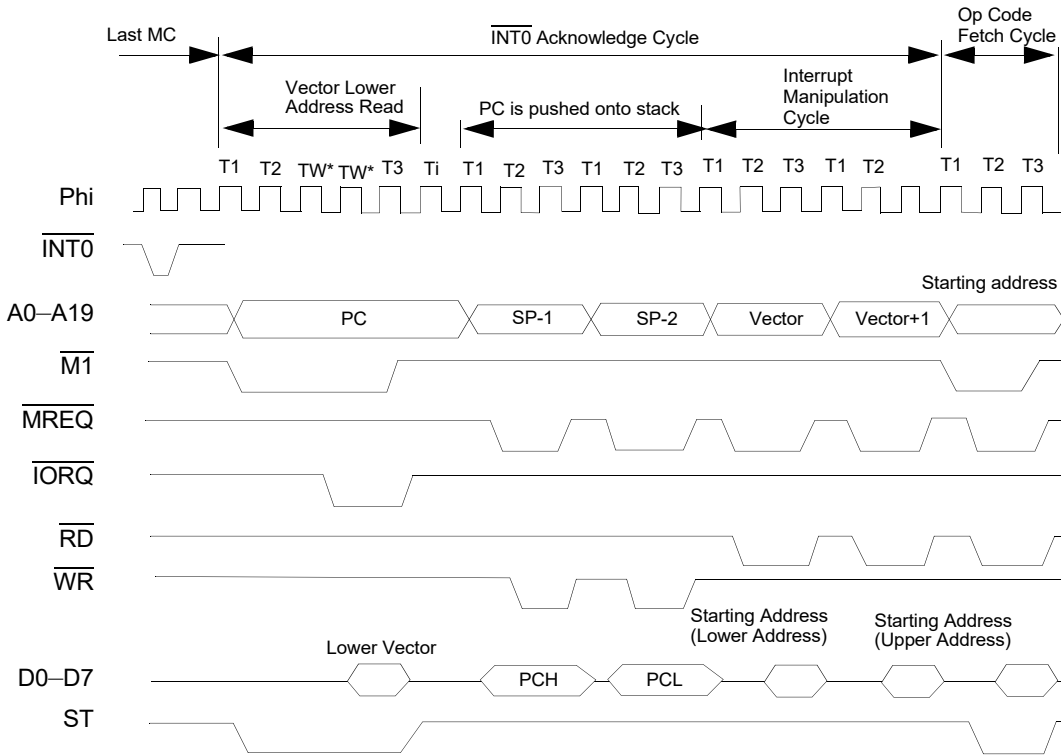 Last MC
INT0 Acknowledge Cycle
Op Code
Fetch Cycle
Vector Lower
Address Read
PC is pushed onto stack
Interrupt
Manipulation
Cycle
T1 T2 TW* TW* T3 Ti T1 T2 T3 T1 T2 T3 T1 T2 T3 T1 T2 T1 T2 T3
Phi
INT0
Starting address
A0–A19 PC SP-1 SP-2 Vector Vector+1
M1
MREQ
IORQ
RD
WR
Starting Address
(Lower Address)
Starting Address
(Upper Address)
Lower Vector
D0–D7 PCH PCL
ST